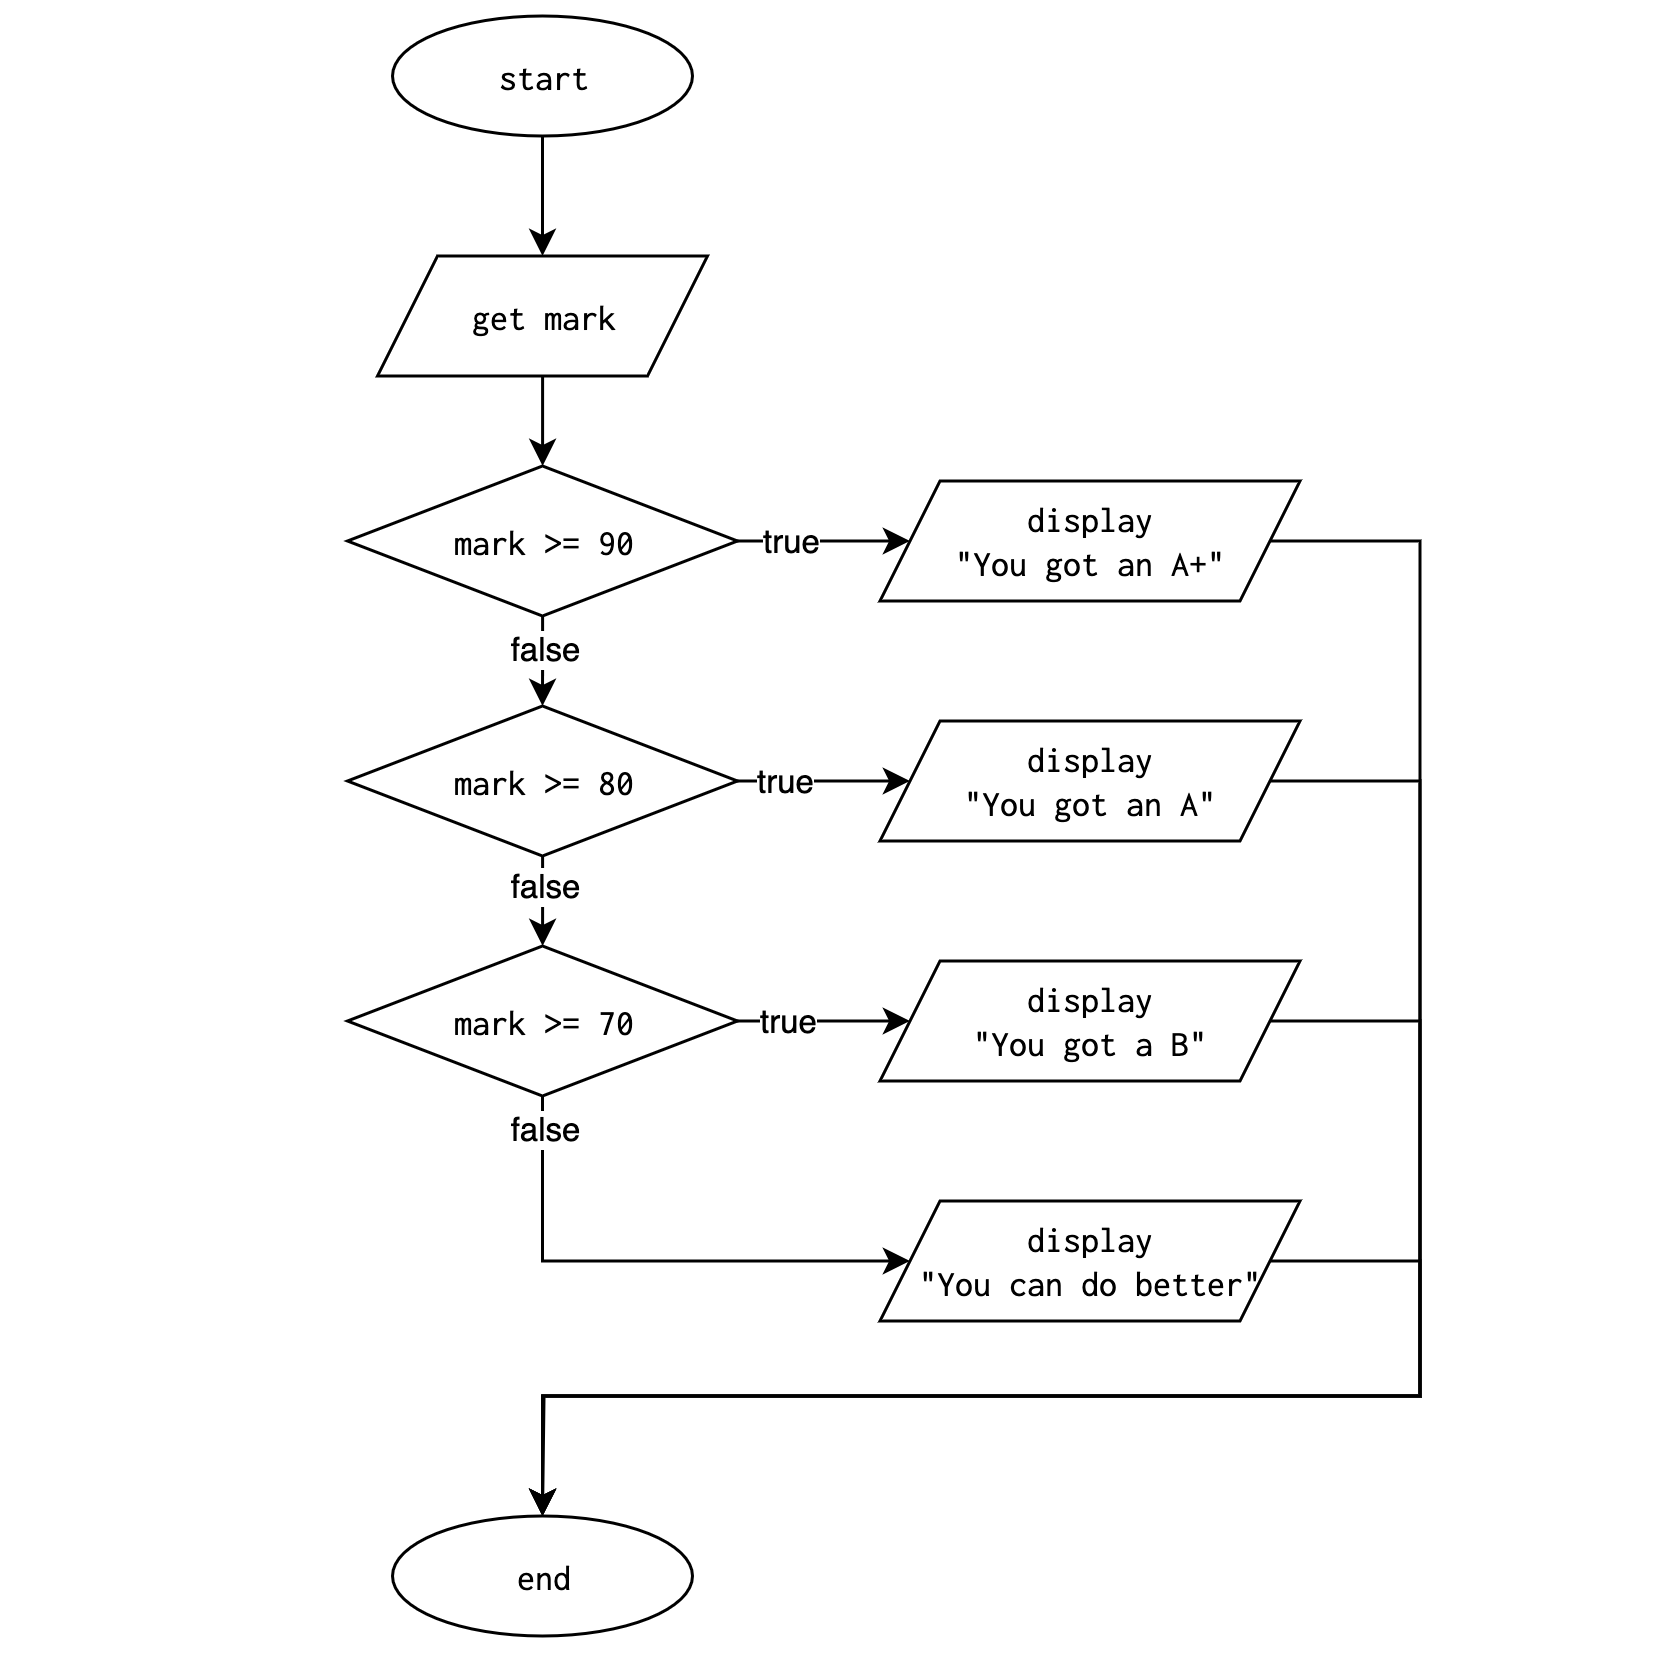 start
get mark
mark >= 90
true
display
"You got an A+"
false
mark >= 80
true
display
"You got an A"
false
mark >= 70
true
display
"You got a B"
false
display
"You can do better"
end